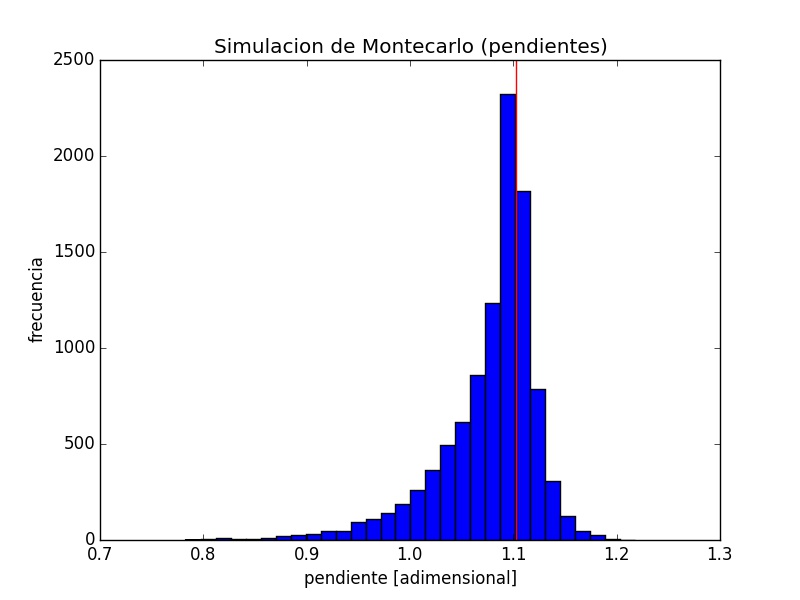 Simulacion de Montecarlo (pendientes)
2500
2000
1500
1000
500
0
frecuencia
0.7 0.8 0.9 1.0 1.1 1.2 1.3
pendiente [adimensional]